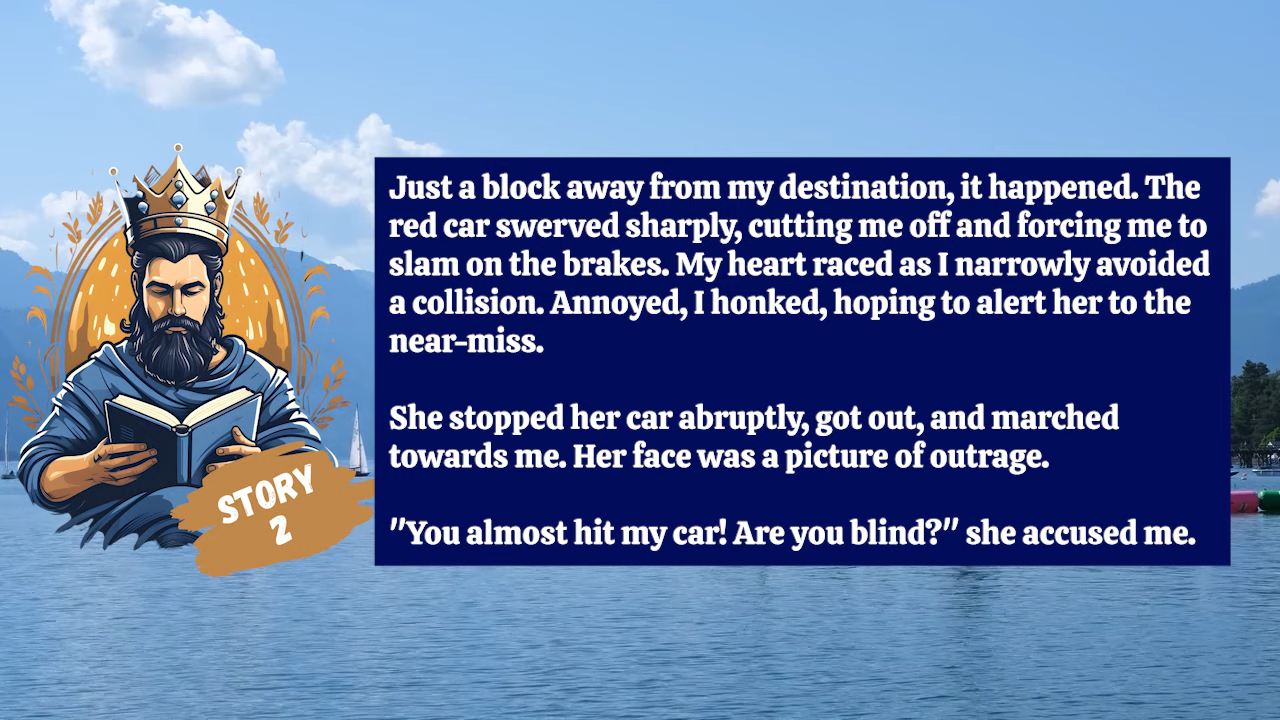 Just a block away from my destination, it happened. The
red car swerved sharply, cutting me off and forcing me to
slam on the brakes. My heart raced as I narrowly avoided
a collision. Annoyed, I honked, hoping to alert her to the
near-miss.
She stopped her car abruptly, got out, and marched
towards me. Her face was a picture of outrage.
"You almost hit my car! Are you blind?" she accused me.
STORY
2